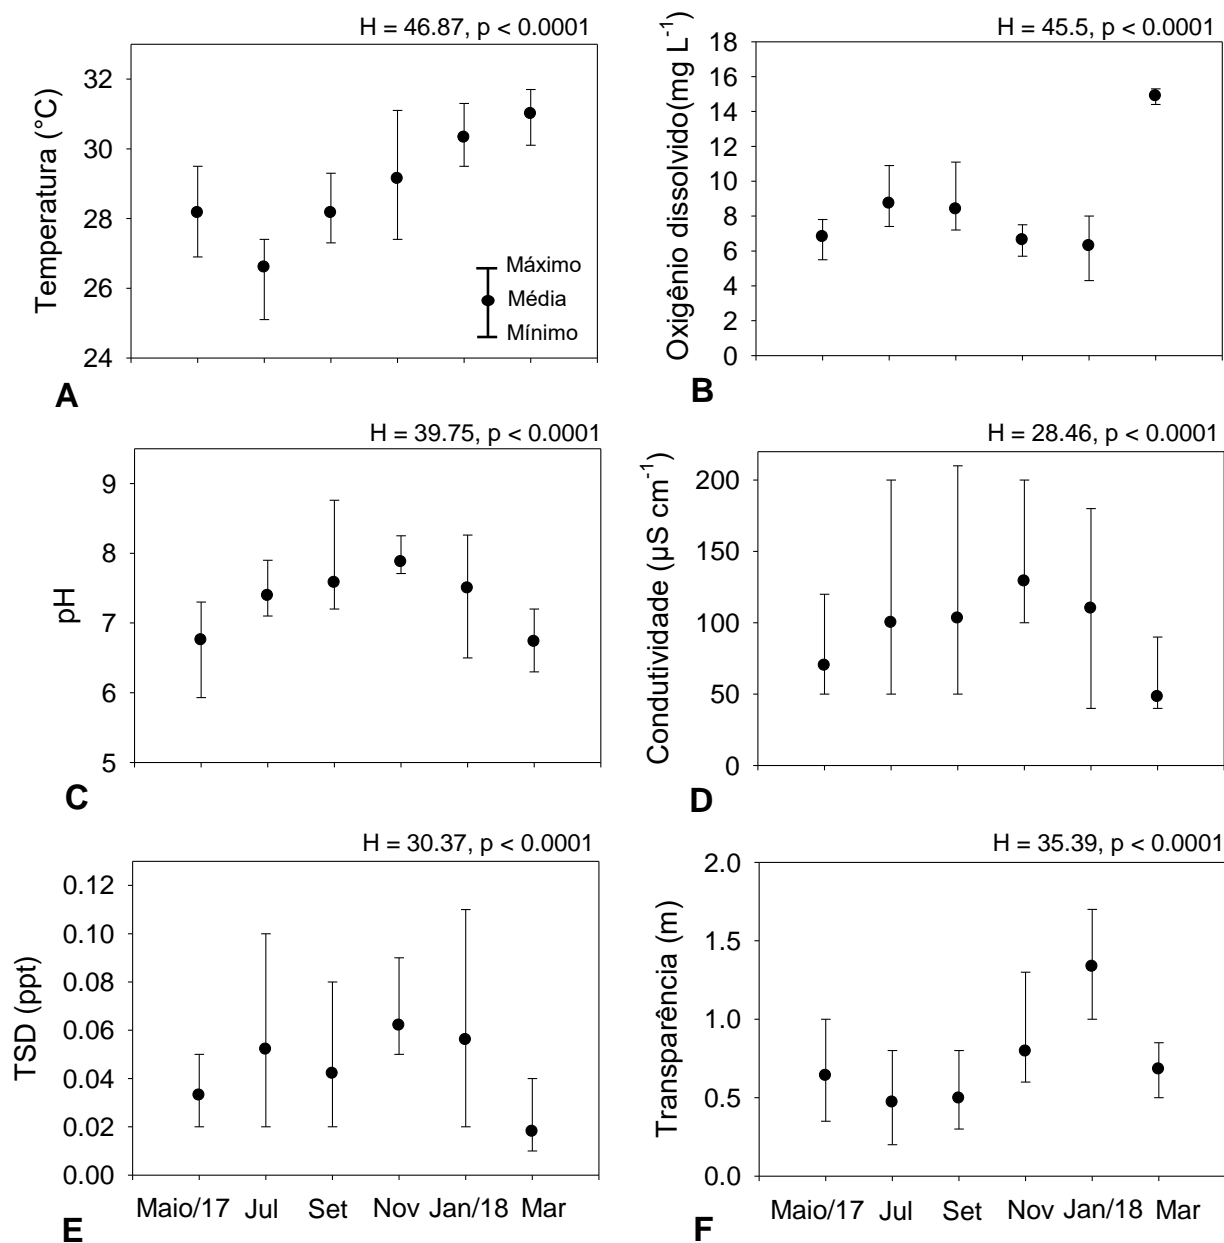 H = 46.87, p < 0.0001
Temperatura (°C)
32
30
28
26
24
Máximo
Média
Mínimo
A
H = 45.5, p < 0.0001
Oxigênio dissolvido(mg L⁻¹)
18
16
14
12
10
8
6
4
2
0
B
H = 39.75, p < 0.0001
pH
9
8
7
6
5
C
H = 28.46, p < 0.0001
Condutividade (µS cm⁻¹)
200
150
100
50
0
D
H = 30.37, p < 0.0001
TSD (ppt)
0.12
0.10
0.08
0.06
0.04
0.02
0.00
Maio/17 Jul Set Nov Jan/18 Mar
E
H = 35.39, p < 0.0001
Transparência (m)
2.0
1.5
1.0
0.5
0.0
Maio/17 Jul Set Nov Jan/18 Mar
F